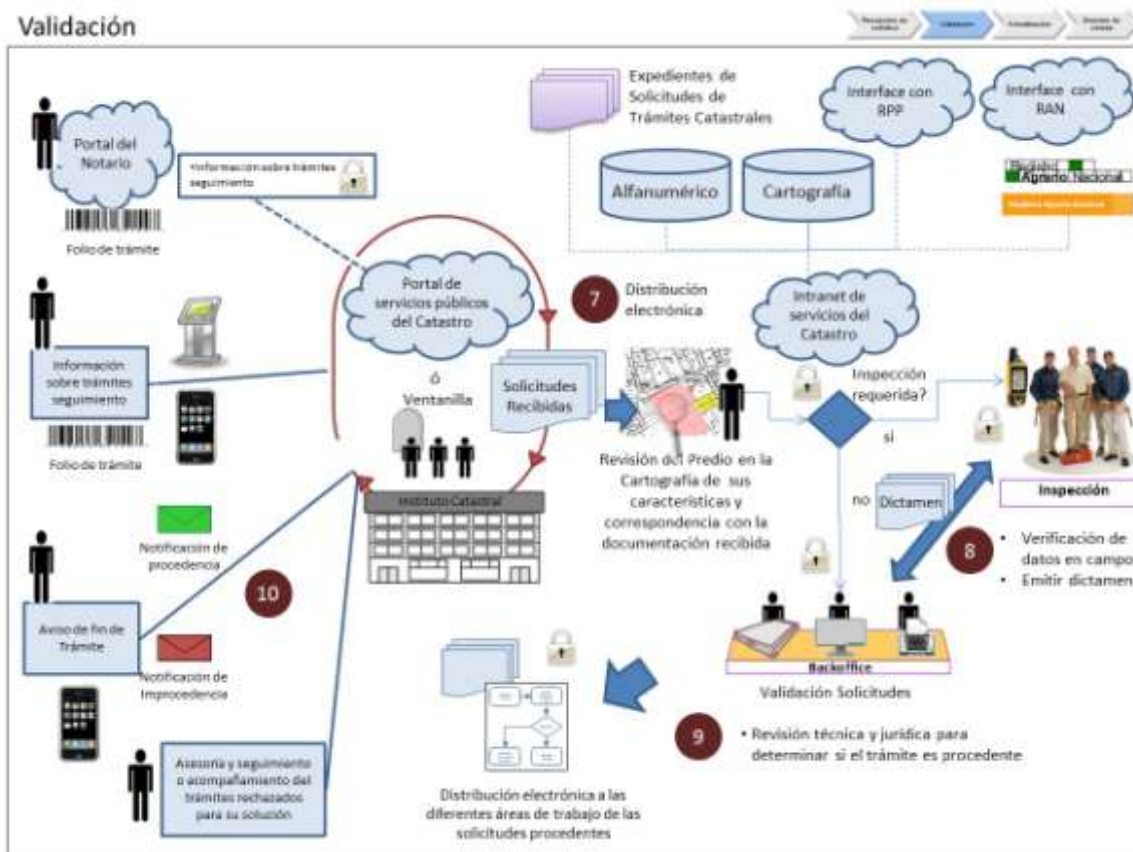 Validación
Validación
Expedientes de
Solicitudes de
Trámites Catastrales
Interface con
RPP
Interface con
RAN
Portal del
Notario
•Información sobre trámites
seguimiento
Folio de trámite
Alfanumérico
Cartografía
Registro
Agrario Nacional
Portal de
servicios públicos
del Catastro
7
Distribución
electrónica
Intranet de
servicios del
Catastro
Información
sobre trámites
seguimiento
Folio de trámite
ó
Ventanilla
Solicitudes
Recibidas
Inspección
requerida?
si
no
Revisión del Predio en la
Cartografía de sus
características y
correspondencia con la
documentación recibida
Dictamen
Inspección
Instituto Catastral
8
• Verificación de
datos en campo
• Emitir dictamen
Notificación de
procedencia
10
Aviso de fin de
Trámite
Notificación de
Improcedencia
Backoffice
Validación Solicitudes
9
• Revisión técnica y jurídica para
determinar si el trámite es procedente
Asesoría y seguimiento
o acompañamiento del
trámites rechazados
para su solución
Distribución electrónica a las
diferentes áreas de trabajo de las
solicitudes procedentes